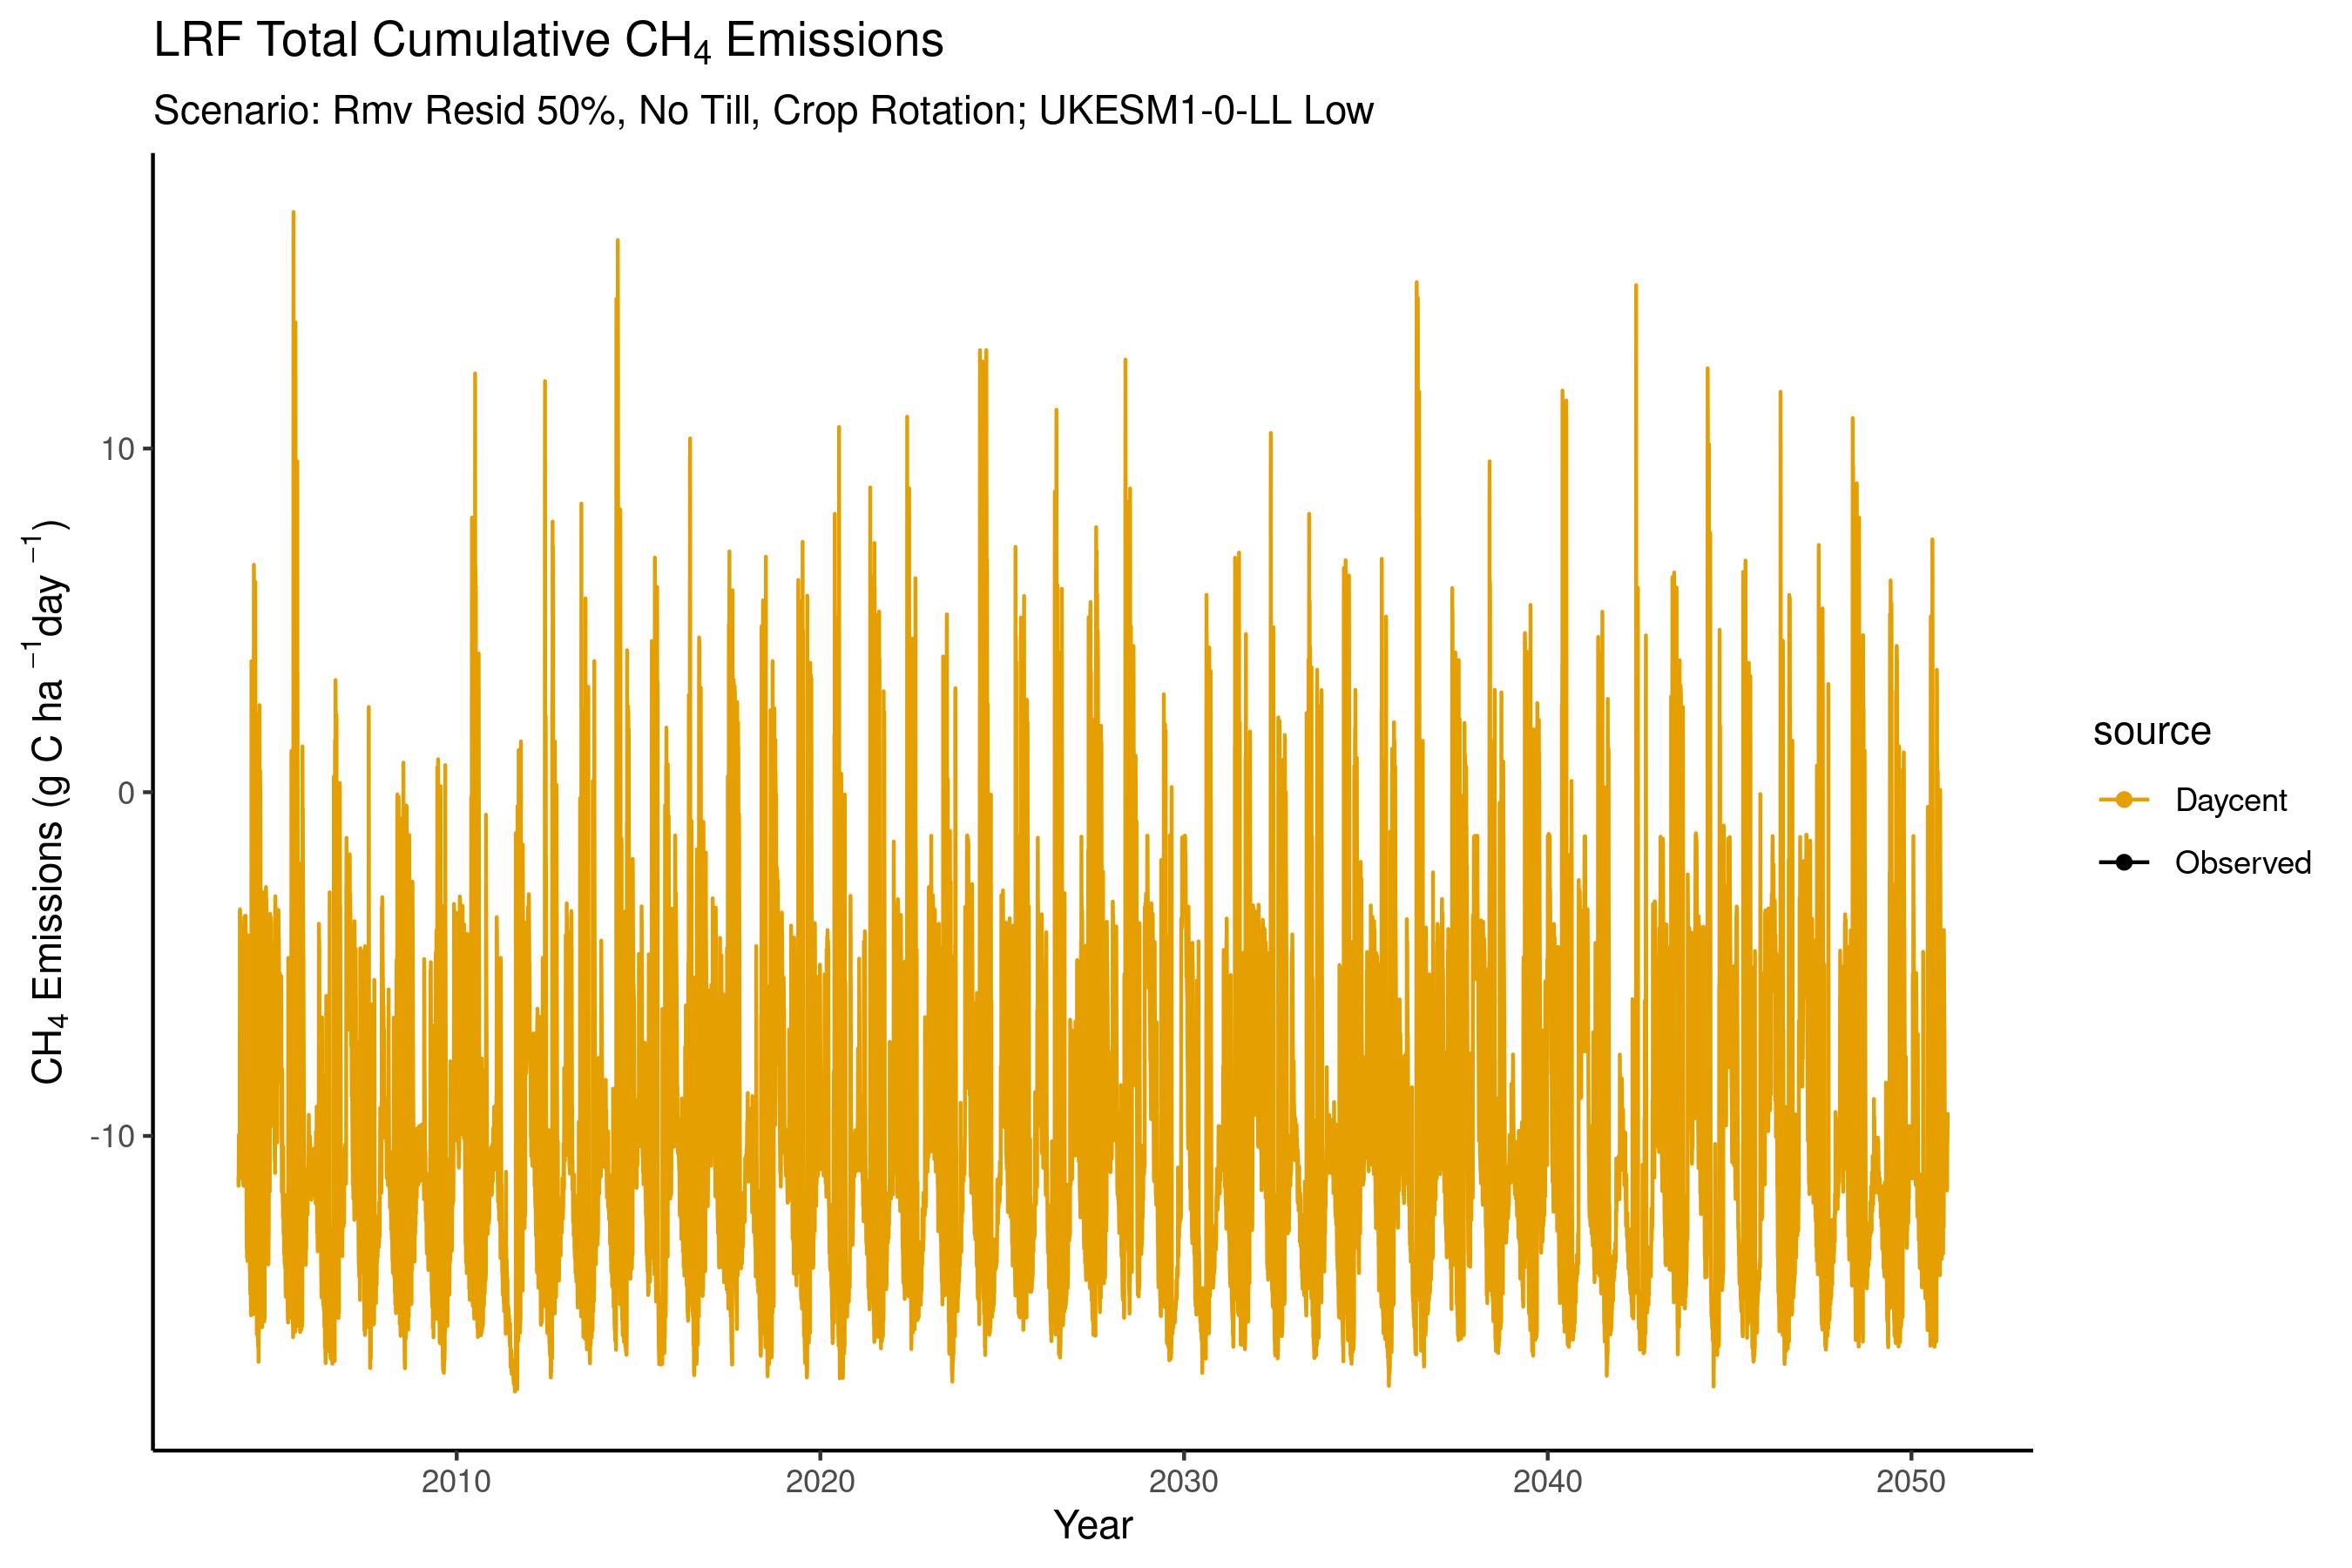 LRF Total Cumulative CH4 Emissions
Scenario: Rmv Resid 50%, No Till, Crop Rotation; UKESM1-0-LL Low
CH4 Emissions (g C ha −1day −1)
10
0
-10
2010 2020 2030 2040 2050
Year
source
Daycent
Observed